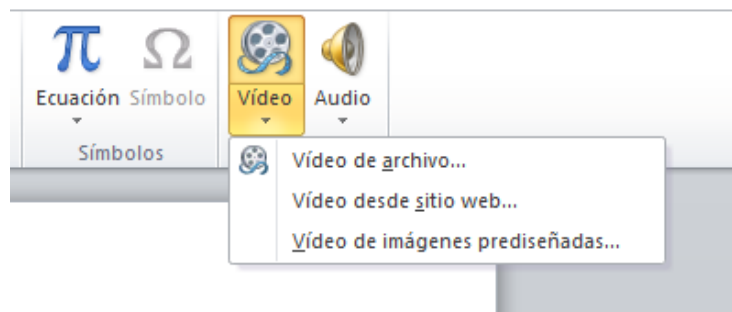 π Ω
Ecuación Símbolo Vídeo Audio
Símbolos
Vídeo de archivo...
Vídeo desde sitio web...
Vídeo de imágenes prediseñadas...